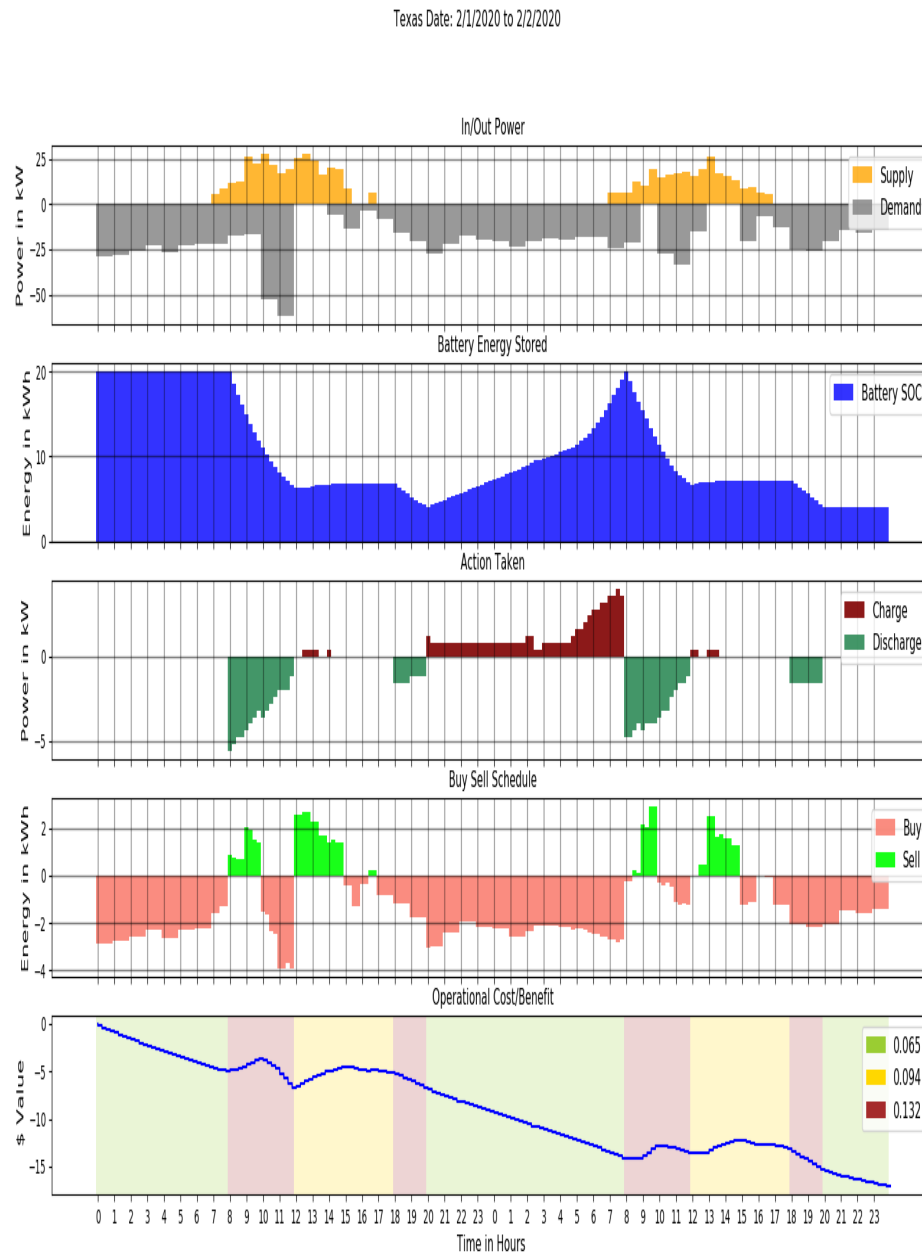 Texas Date: 2/1/2020 to 2/2/2020
In/Out Power
Power in kW
25
0
−25
−50
Supply
Demand
Battery Energy Stored
Energy in kWh
20
10
0
Battery SOC
Action Taken
Power in kW
0
−5
Charge
Discharge
Buy Sell Schedule
Energy in kWh
2
0
−2
−4
Buy
Sell
Operational Cost/Benefit
$ Value
0
−5
−10
−15
0.065
0.094
0.132
0 1 2 3 4 5 6 7 8 9 10 11 12 13 14 15 16 17 18 19 20 21 22 23 0 1 2 3 4 5 6 7 8 9 10 11 12 13 14 15 16 17 18 19 20 21 22 23
Time in Hours